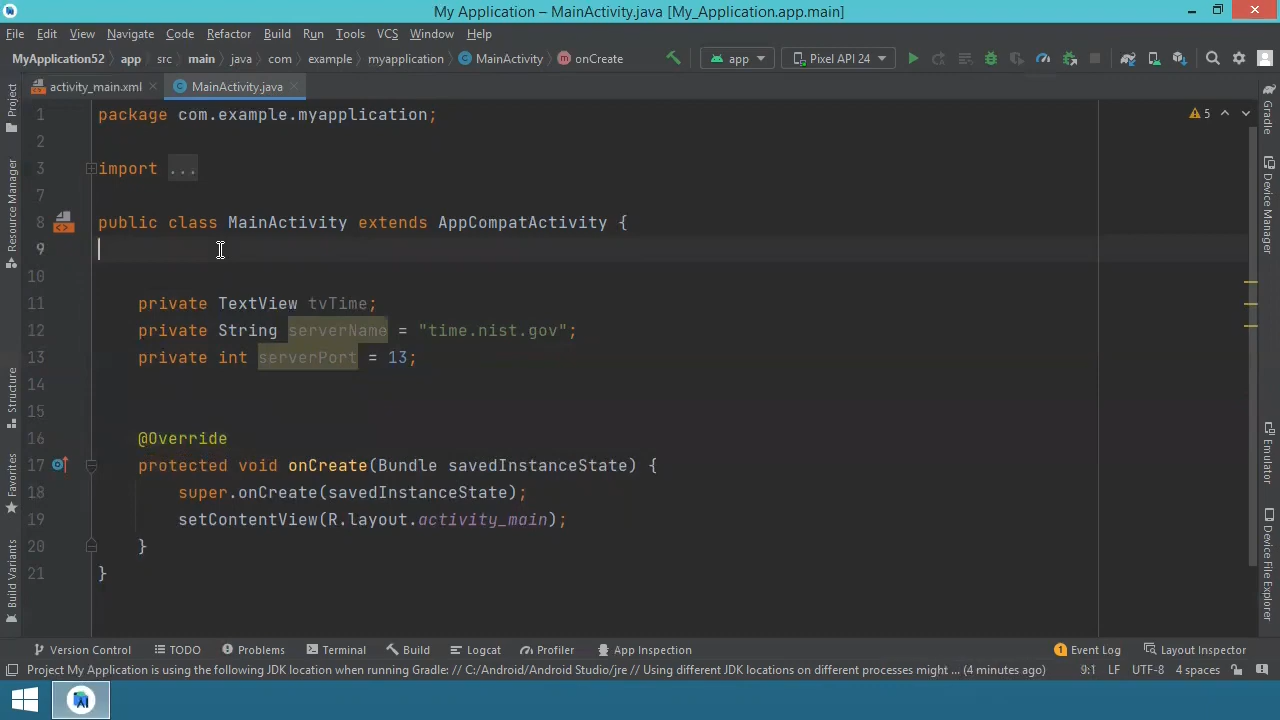 My Application – MainActivity.java [My_Application.app.main]
File Edit View Navigate Code Refactor Build Run Tools VCS Window Help
MyApplication52 app src main java com example myapplication MainActivity onCreate app Pixel API 24
activity_main.xml MainActivity.java
1 package com.example.myapplication;
5
2
3 import ...
7
8 public class MainActivity extends AppCompatActivity {
9
10
11 private TextView tvTime;
12 private String serverName = "time.nist.gov";
13 private int serverPort = 13;
14
15
16 @Override
17 protected void onCreate(Bundle savedInstanceState) {
18 super.onCreate(savedInstanceState);
19 setContentView(R.layout.activity_main);
20 }
21 }
Project
Resource Manager
Structure
Favorites
Build Variants
Gradle
Device Manager
Emulator
Device File Explorer
Version Control TODO Problems Terminal Build Logcat Profiler App Inspection 1 Event Log Layout Inspector
Project My Application is using the following JDK location when running Gradle: // C:/Android/Android Studio/jre // Using different JDK locations on different processes might ... (4 minutes ago) 9:1 LF UTF-8 4 spaces